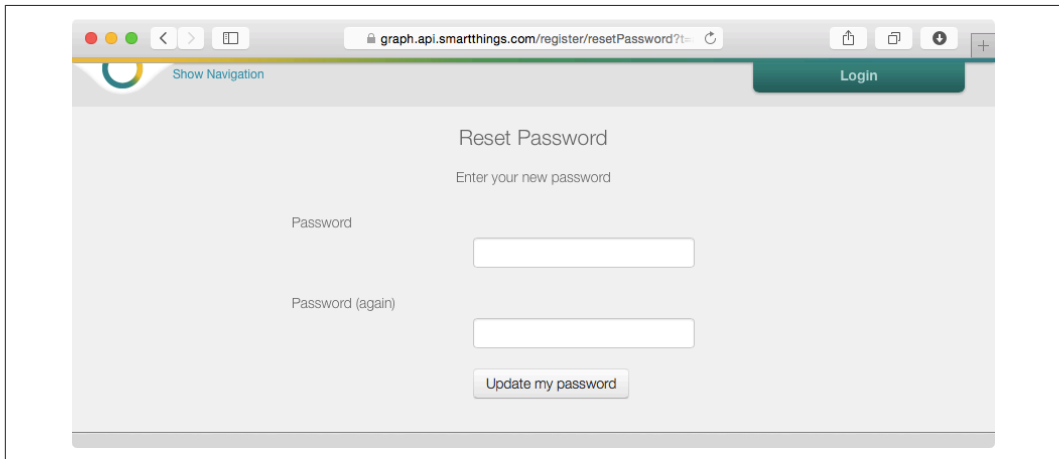 graph.api.smartthings.com/register/resetPassword?t=
Show Navigation
Login
Reset Password
Enter your new password
Password
Password (again)
Update my password